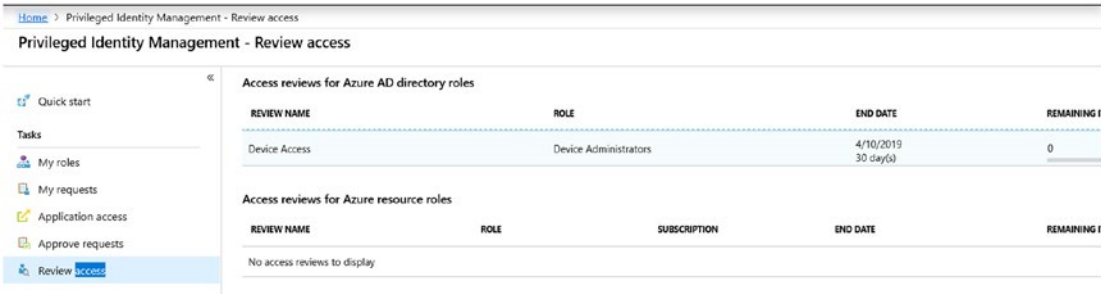 Home > Privileged Identity Management - Review access
Privileged Identity Management - Review access
«
Quick start
Tasks
My roles
My requests
Application access
Approve requests
Review access
Access reviews for Azure AD directory roles
REVIEW NAME ROLE END DATE REMAINING
Device Access Device Administrators 4/10/2019 0
30 day(s)
Access reviews for Azure resource roles
REVIEW NAME ROLE SUBSCRIPTION END DATE REMAINING
No access reviews to display